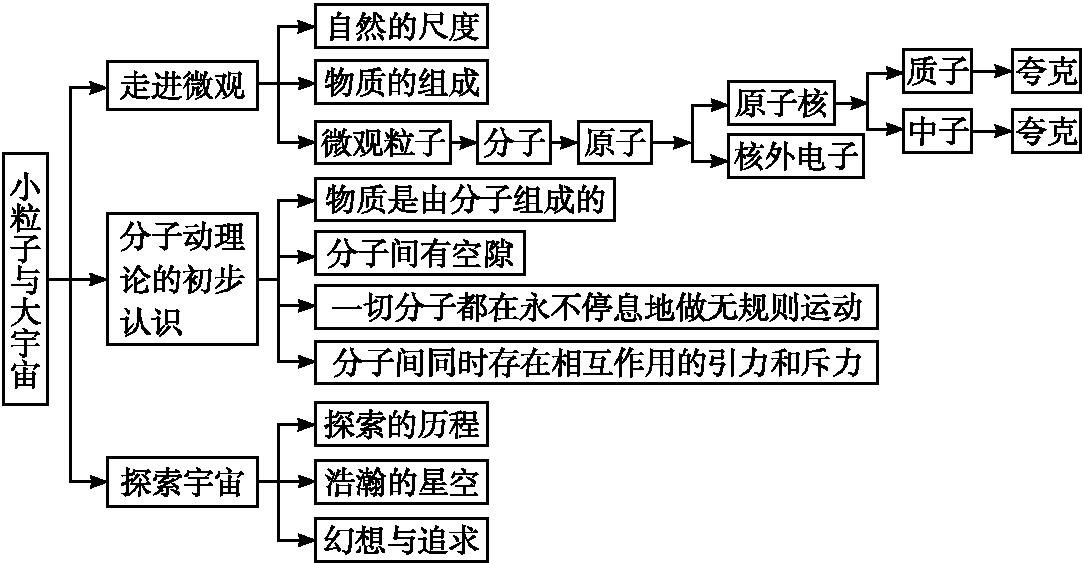 小粒子与大宇宙
走进微观
自然的尺度
物质的组成
微观粒子
分子
原子
原子核
质子
夸克
中子
夸克
核外电子
分子动理
论的初步
认识
物质是由分子组成的
分子间有空隙
一切分子都在永不停息地做无规则运动
分子间同时存在相互作用的引力和斥力
探索宇宙
探索的历程
浩瀚的星空
幻想与追求